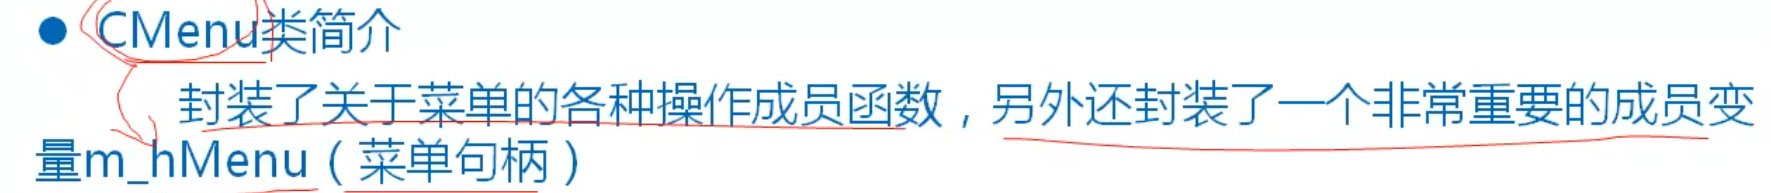 ● CMenu类简介
封装了关于菜单的各种操作成员函数，另外还封装了一个非常重要的成员变
量m_hMenu（菜单句柄）